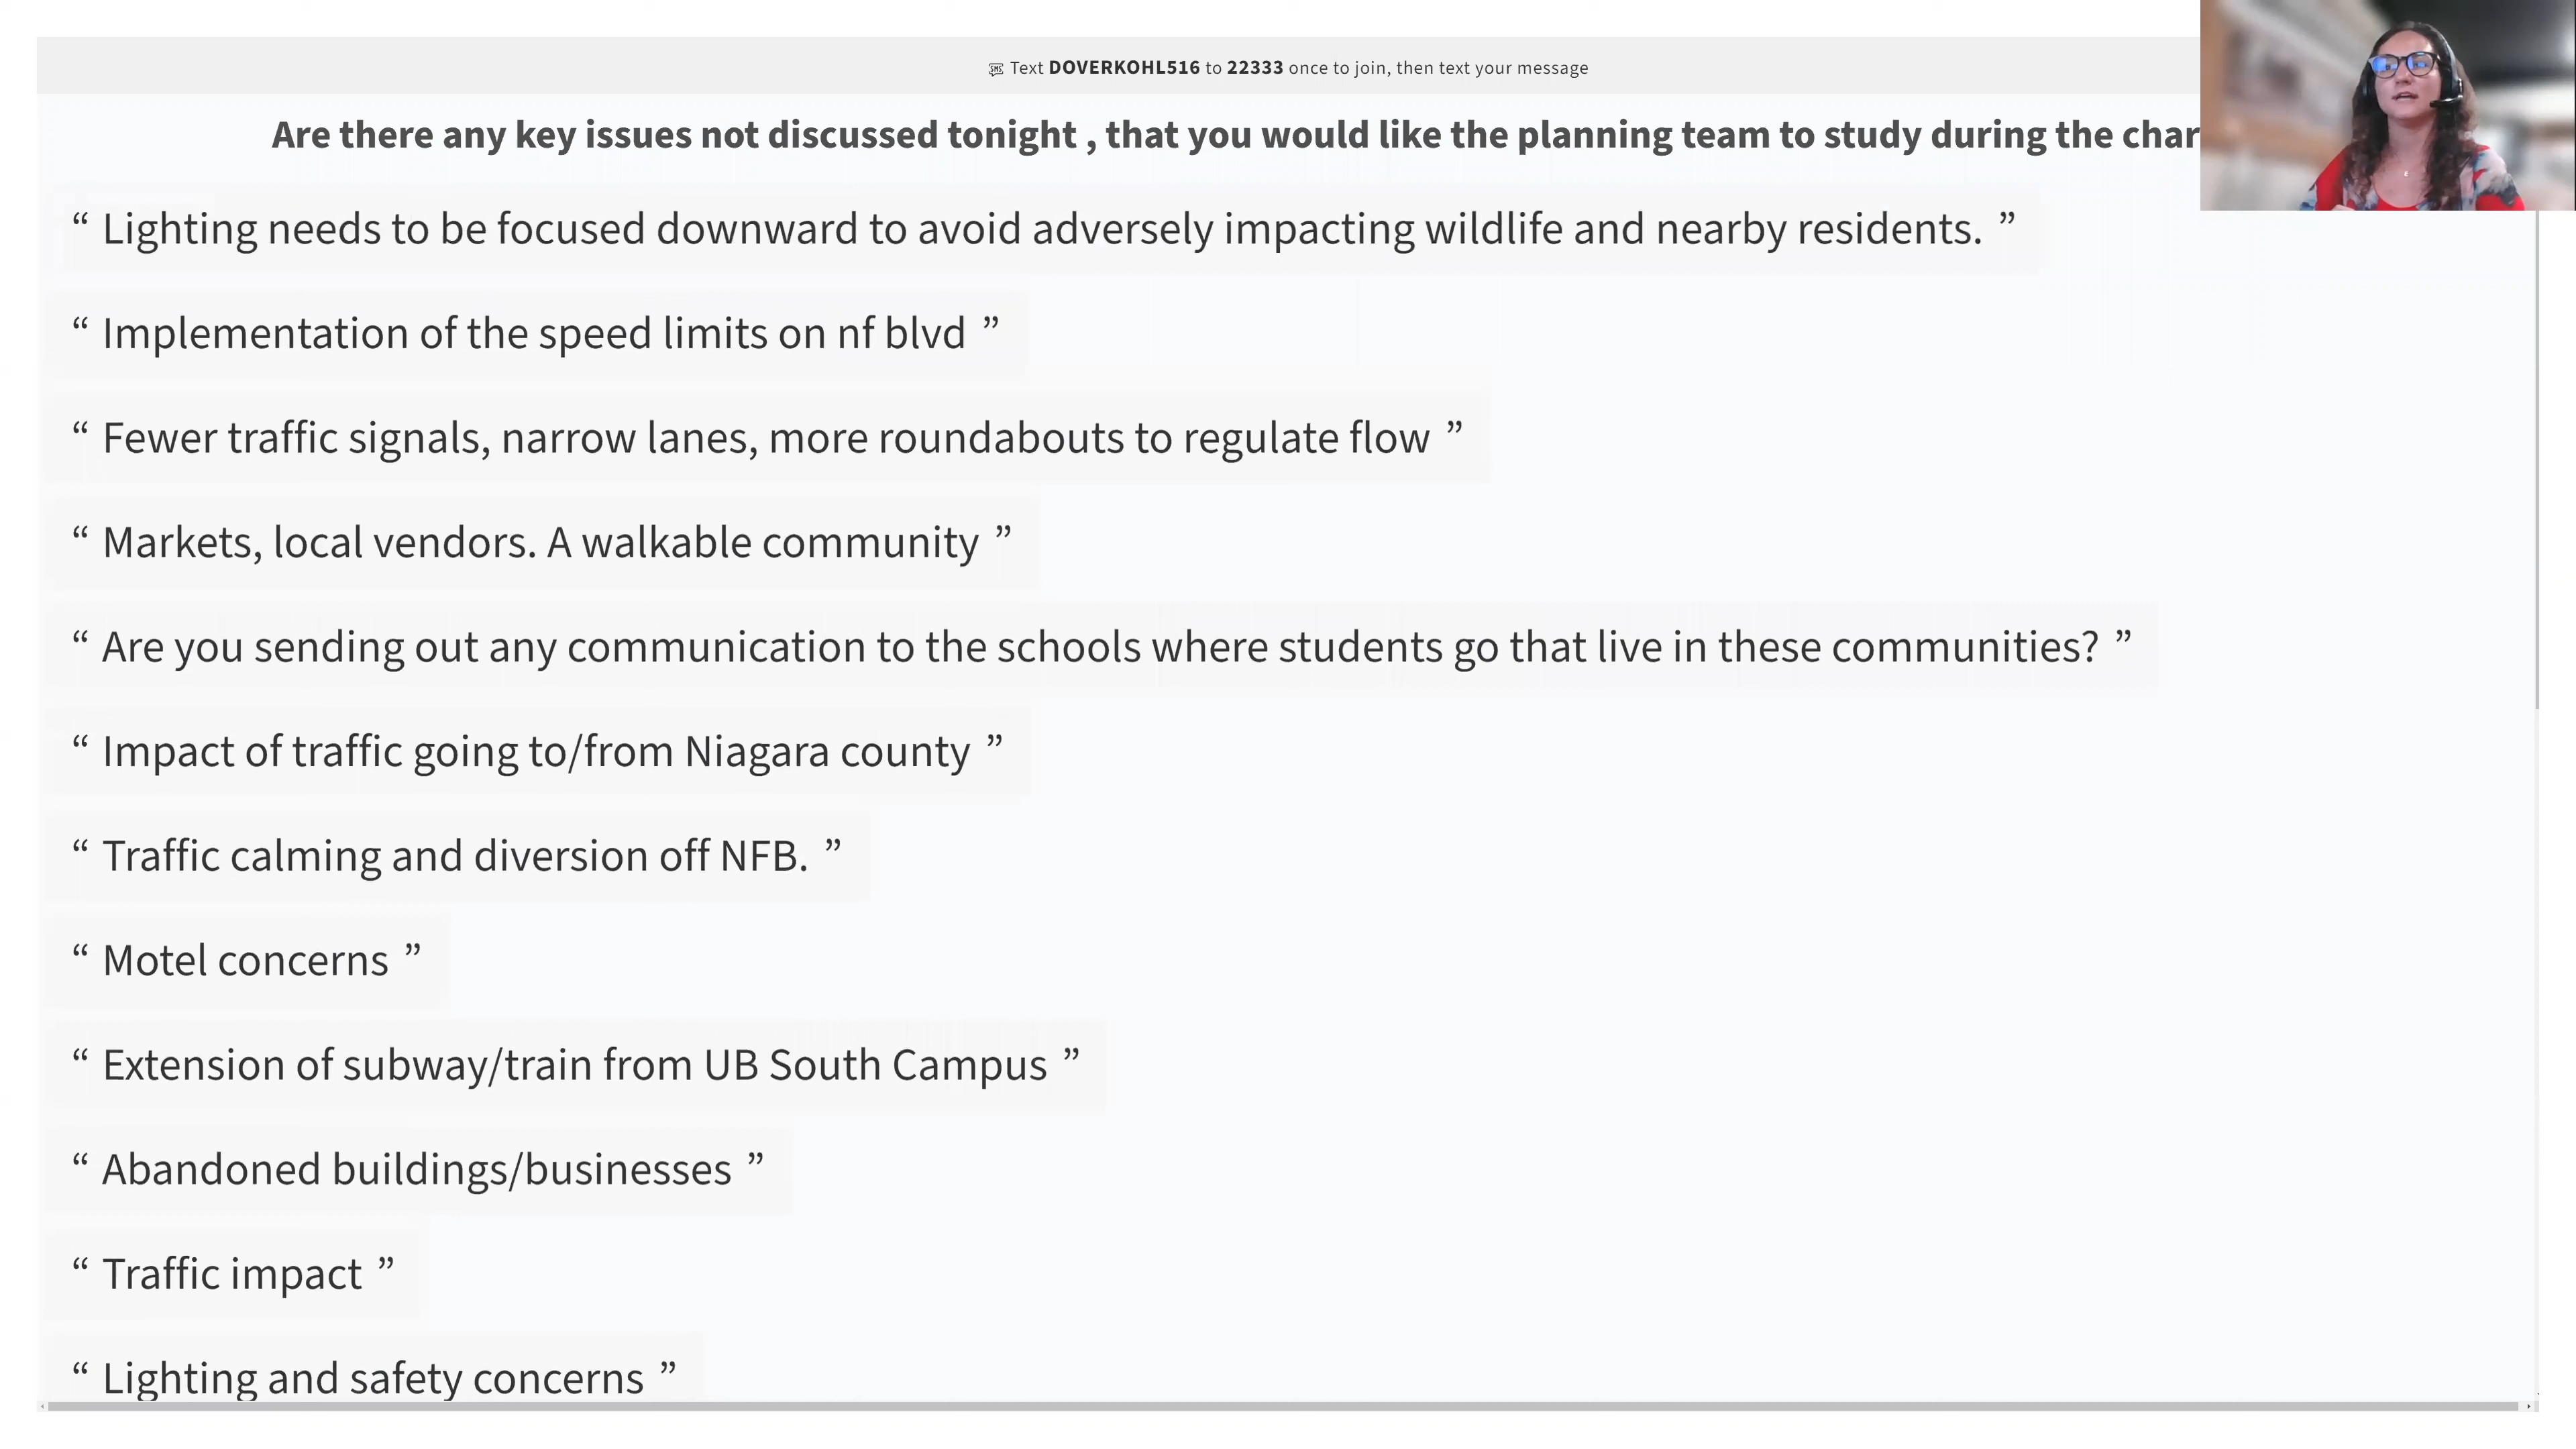 Text DOVERKOHL516 to 22333 once to join, then text your message
Are there any key issues not discussed tonight , that you would like the planning team to study during the char
“ Lighting needs to be focused downward to avoid adversely impacting wildlife and nearby residents. ”
“ Implementation of the speed limits on nf blvd ”
“ Fewer traffic signals, narrow lanes, more roundabouts to regulate flow ”
“ Markets, local vendors. A walkable community ”
“ Are you sending out any communication to the schools where students go that live in these communities? ”
“ Impact of traffic going to/from Niagara county ”
“ Traffic calming and diversion off NFB. ”
“ Motel concerns ”
“ Extension of subway/train from UB South Campus ”
“ Abandoned buildings/businesses ”
“ Traffic impact ”
“ Lighting and safety concerns ”